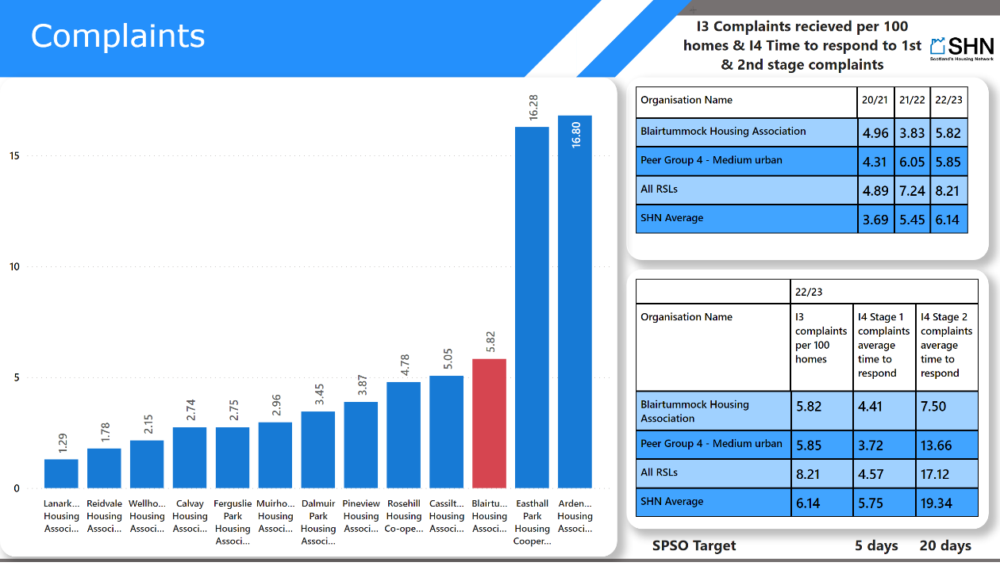 Complaints
I3 Complaints recieved per 100
homes & I4 Time to respond to 1st
& 2nd stage complaints
SHN
Scotland's Housing Network
15
10
5
0
1.29
1.78
2.15
2.74
2.75
2.96
3.45
3.87
4.78
5.05
5.82
16.28
16.80
Lanark...
Housing
Associ...
Reidvale
Housing
Associ...
Wellho...
Housing
Associ...
Calvay
Housing
Associ...
Ferguslie
Park
Housing
Associ...
Muirho...
Housing
Associ...
Dalmuir
Park
Housing
Associ...
Pineview
Housing
Associ...
Rosehill
Housing
Co-ope...
Cassilt...
Housing
Associ...
Blairtu...
Housing
Associ...
Easthall
Park
Housing
Cooper...
Arden...
Housing
Associ...
Organisation Name 20/21 21/22 22/23
Blairtummock Housing Association 4.96 3.83 5.82
Peer Group 4 - Medium urban 4.31 6.05 5.85
All RSLs 4.89 7.24 8.21
SHN Average 3.69 5.45 6.14
22/23
Organisation Name
I3
complaints
per 100
homes
I4 Stage 1
complaints
average
time to
respond
I4 Stage 2
complaints
average
time to
respond
Blairtummock Housing
Association
5.82 4.41 7.50
Peer Group 4 - Medium urban 5.85 3.72 13.66
All RSLs 8.21 4.57 17.12
SHN Average 6.14 5.75 19.34
SPSO Target 5 days 20 days